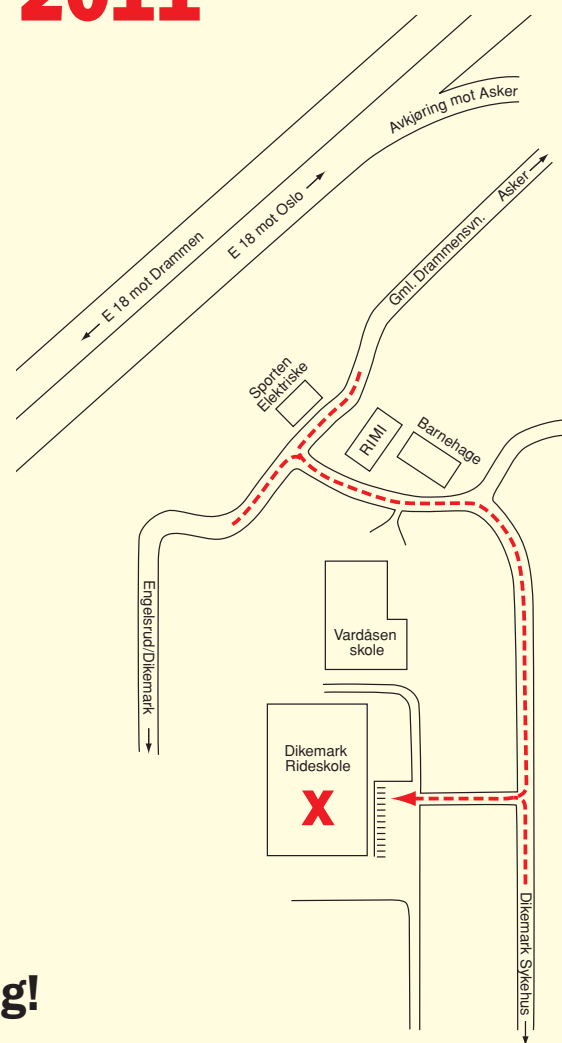 2011
Avkjøring mot Asker
Asker
E 18 mot Oslo
E 18 mot Drammen
Gml. Drammensvn.
Sporten
Elektriske
RIMI
Barnehage
Engelsrud/Dikemark
Vardåsen
skole
Dikemark
Rideskole
X
Dikemark Sykehus
g!